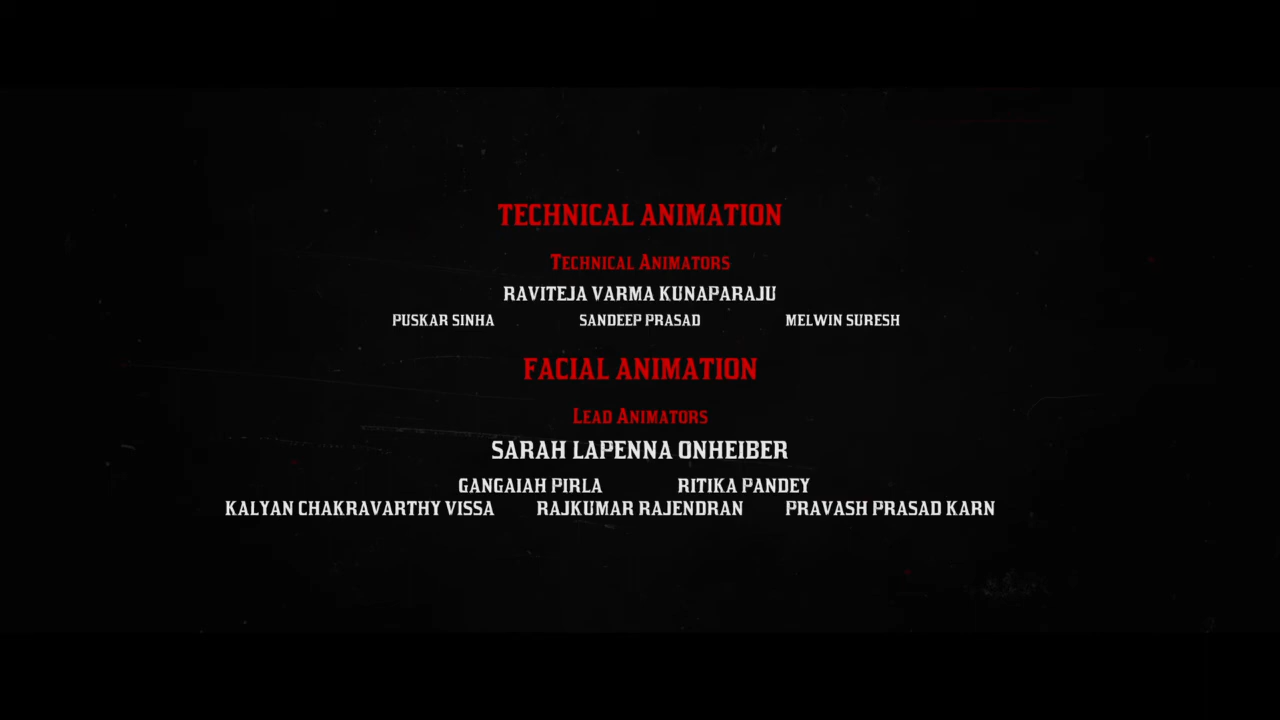 TECHNICAL ANIMATION
TECHNICAL ANIMATORS
RAVITEJA VARMA KUNAPARAJU
PUSKAR SINHA SANDEEP PRASAD MELWIN SURESH
FACIAL ANIMATION
LEAD ANIMATORS
SARAH LAPENNA ONHEIBER
GANGAIAH PIRLA RITIKA PANDEY
KALYAN CHAKRAVARTHY VISSA RAJKUMAR RAJENDRAN PRAVASH PRASAD KARN